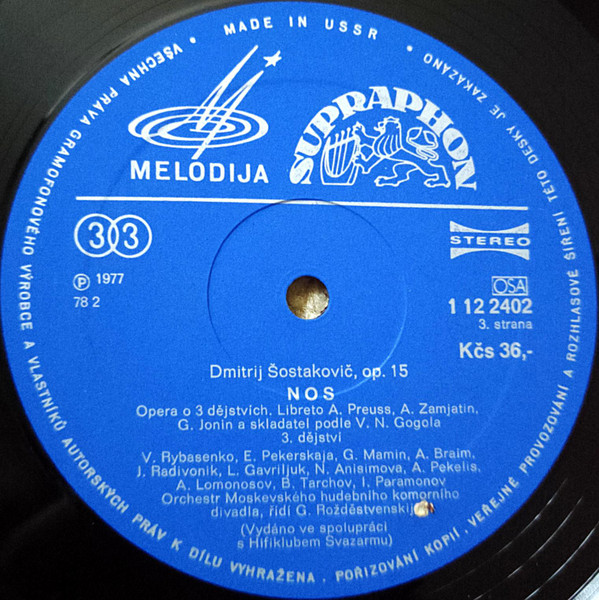 MADE IN USSR
VŠECHNA PRÁVA GRAMOFONOVÉHO VÝROBCE A VLASTNÍKŮ AUTORSKÝCH PRÁV K DÍLU VYHRAŽENA. POŘIZOVÁNÍ KOPIÍ, VEŘEJNÉ PROVOZOVÁNÍ A ROZHLASOVÉ ŠÍŘENÍ TÉTO DESKY JE ZAKÁZÁNO
MELODIJA
SUPRAPHON
33
STEREO
Ⓟ 1977
78 2
OSA
1 12 2402
3. strana
Kčs 36,-
Dmitrij Šostakovič, op. 15
NOS
Opera o 3 dějstvích. Libreto A. Preuss, A. Zamjatin,
G. Jonin a skladatel podle V. N. Gogola
3. dějství
V. Rybasenko, E. Pekerskaja, G. Mamin, A. Braim,
J. Radivonik, L. Gavriljuk, N. Anisimova, A. Pekelis,
A. Lomonosov, B. Tarchov, I. Paramonov
Orchestr Moskevského hudebního komorního
divadla, řídí G. Rožděstvenskij
(Vydáno ve spolupráci
s Hifiklubem Svazarmu)